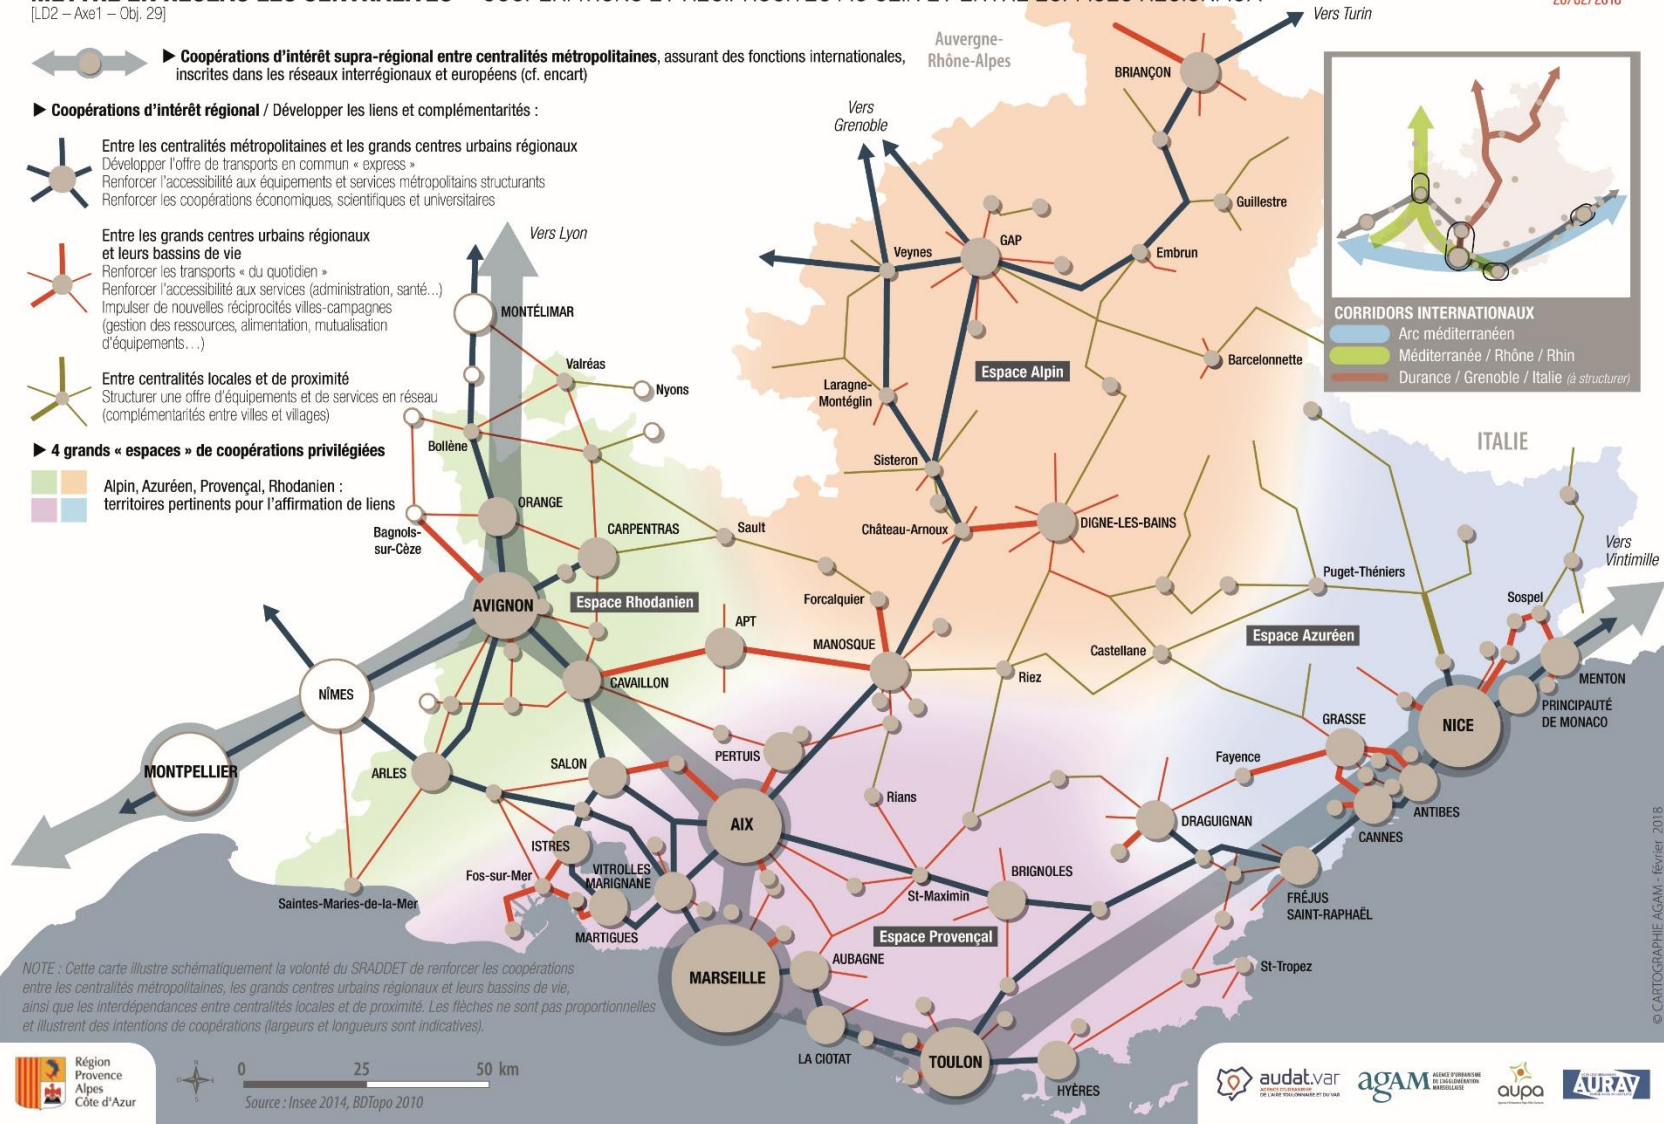 [LD2 – Axe1 – Obj. 29]
Coopérations d'intérêt supra-régional entre centralités métropolitaines, assurant des fonctions internationales,
inscrites dans les réseaux interrégionaux et européens (cf. encart)
Coopérations d'intérêt régional / Développer les liens et complémentarités :
Entre les centralités métropolitaines et les grands centres urbains régionaux
Développer l'offre de transports en commun « express »
Renforcer l'accessibilité aux équipements et services métropolitains structurants
Renforcer les coopérations économiques, scientifiques et universitaires
Entre les grands centres urbains régionaux
et leurs bassins de vie
Renforcer les transports « du quotidien »
Renforcer l'accessibilité aux services (administration, santé...)
Impulser de nouvelles réciprocités villes-campagnes
(gestion des ressources, alimentation, mutualisation
d'équipements...)
Entre centralités locales et de proximité
Structurer une offre d'équipements et de services en réseau
(complémentarités entre villes et villages)
4 grands « espaces » de coopérations privilégiées
Alpin, Azuréen, Provençal, Rhodanien :
territoires pertinents pour l'affirmation de liens
Vers Turin
Auvergne-
Rhône-Alpes
BRIANÇON
Vers
Grenoble
Guillestre
Vers Lyon
GAP
Veynes
Embrun
MONTÉLIMAR
CORRIDORS INTERNATIONAUX
Arc méditerranéen
Méditerranée / Rhône / Rhin
Durance / Grenoble / Italie (à structurer)
Valréas
Nyons
Espace Alpin
Barcelonnette
Laragne-
Montéglin
Bollène
ITALIE
Sisteron
ORANGE
Bagnols-
sur-Cèze
CARPENTRAS
Sault
Château-Arnoux
DIGNE-LES-BAINS
Vers
Vintimille
Puget-Théniers
AVIGNON
Espace Rhodanien
Forcalquier
Sospel
APT
MANOSQUE
Castellane
Espace Azuréen
NÎMES
CAVAILLON
Riez
MENTON
PRINCIPAUTÉ
DE MONACO
GRASSE
NICE
MONTPELLIER
ARLES
SALON
PERTUIS
Fayence
Rians
ANTIBES
AIX
DRAGUIGNAN
CANNES
ISTRES
Fos-sur-Mer
VITROLLES
MARIGNANE
BRIGNOLES
St-Maximin
FRÉJUS
SAINT-RAPHAËL
Saintes-Maries-de-la-Mer
MARTIGUES
Espace Provençal
AUBAGNE
MARSEILLE
St-Tropez
LA CIOTAT
TOULON
HYÈRES
NOTE : Cette carte illustre schématiquement la volonté du SRADDET de renforcer les coopérations
entre les centralités métropolitaines, les grands centres urbains régionaux et leurs bassins de vie,
ainsi que les interdépendances entre centralités locales et de proximité. Les flèches ne sont pas proportionnelles
et illustrent des intentions de coopérations (largeurs et longueurs sont indicatives).
Région
Provence
Alpes
Côte d'Azur
0 25 50 km
Source : Insee 2014, BDTopo 2010
audat.var
agAM
AGENCE D'URBANISME
DE L'AGGLOMÉRATION
MARSEILLAISE
aupa
AURAV
© CARTOGRAPHIE AGAM - février 2018